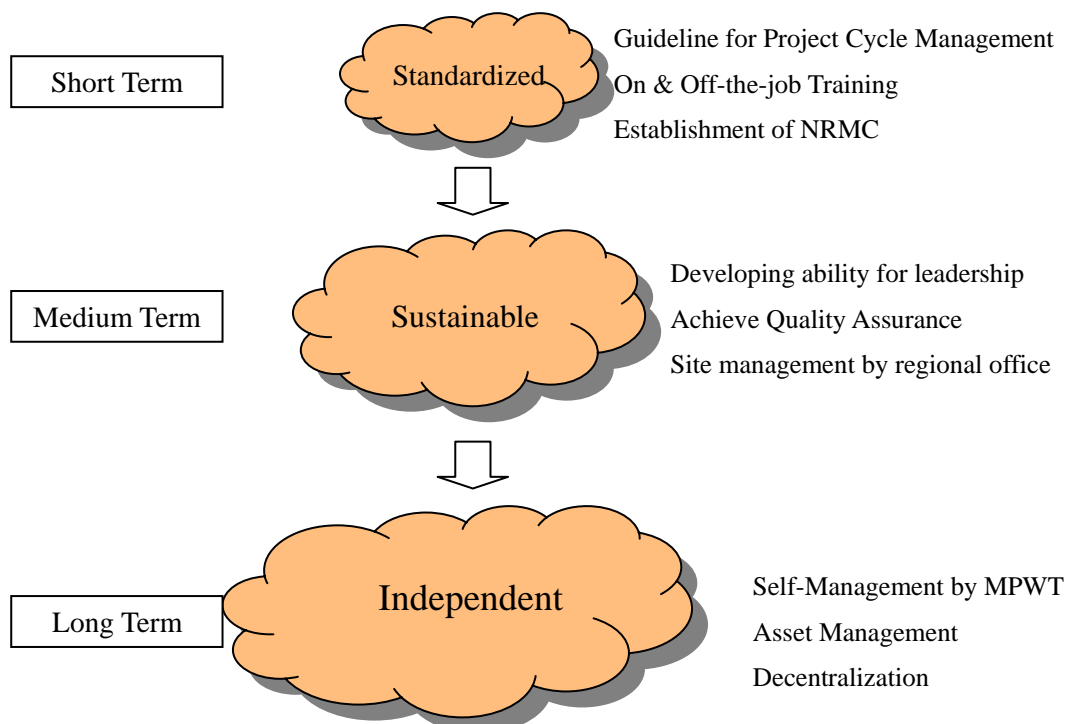 Short Term
Standardized
Guideline for Project Cycle Management
On & Off-the-job Training
Establishment of NRMC
Medium Term
Sustainable
Developing ability for leadership
Achieve Quality Assurance
Site management by regional office
Long Term
Independent
Self-Management by MPWT
Asset Management
Decentralization